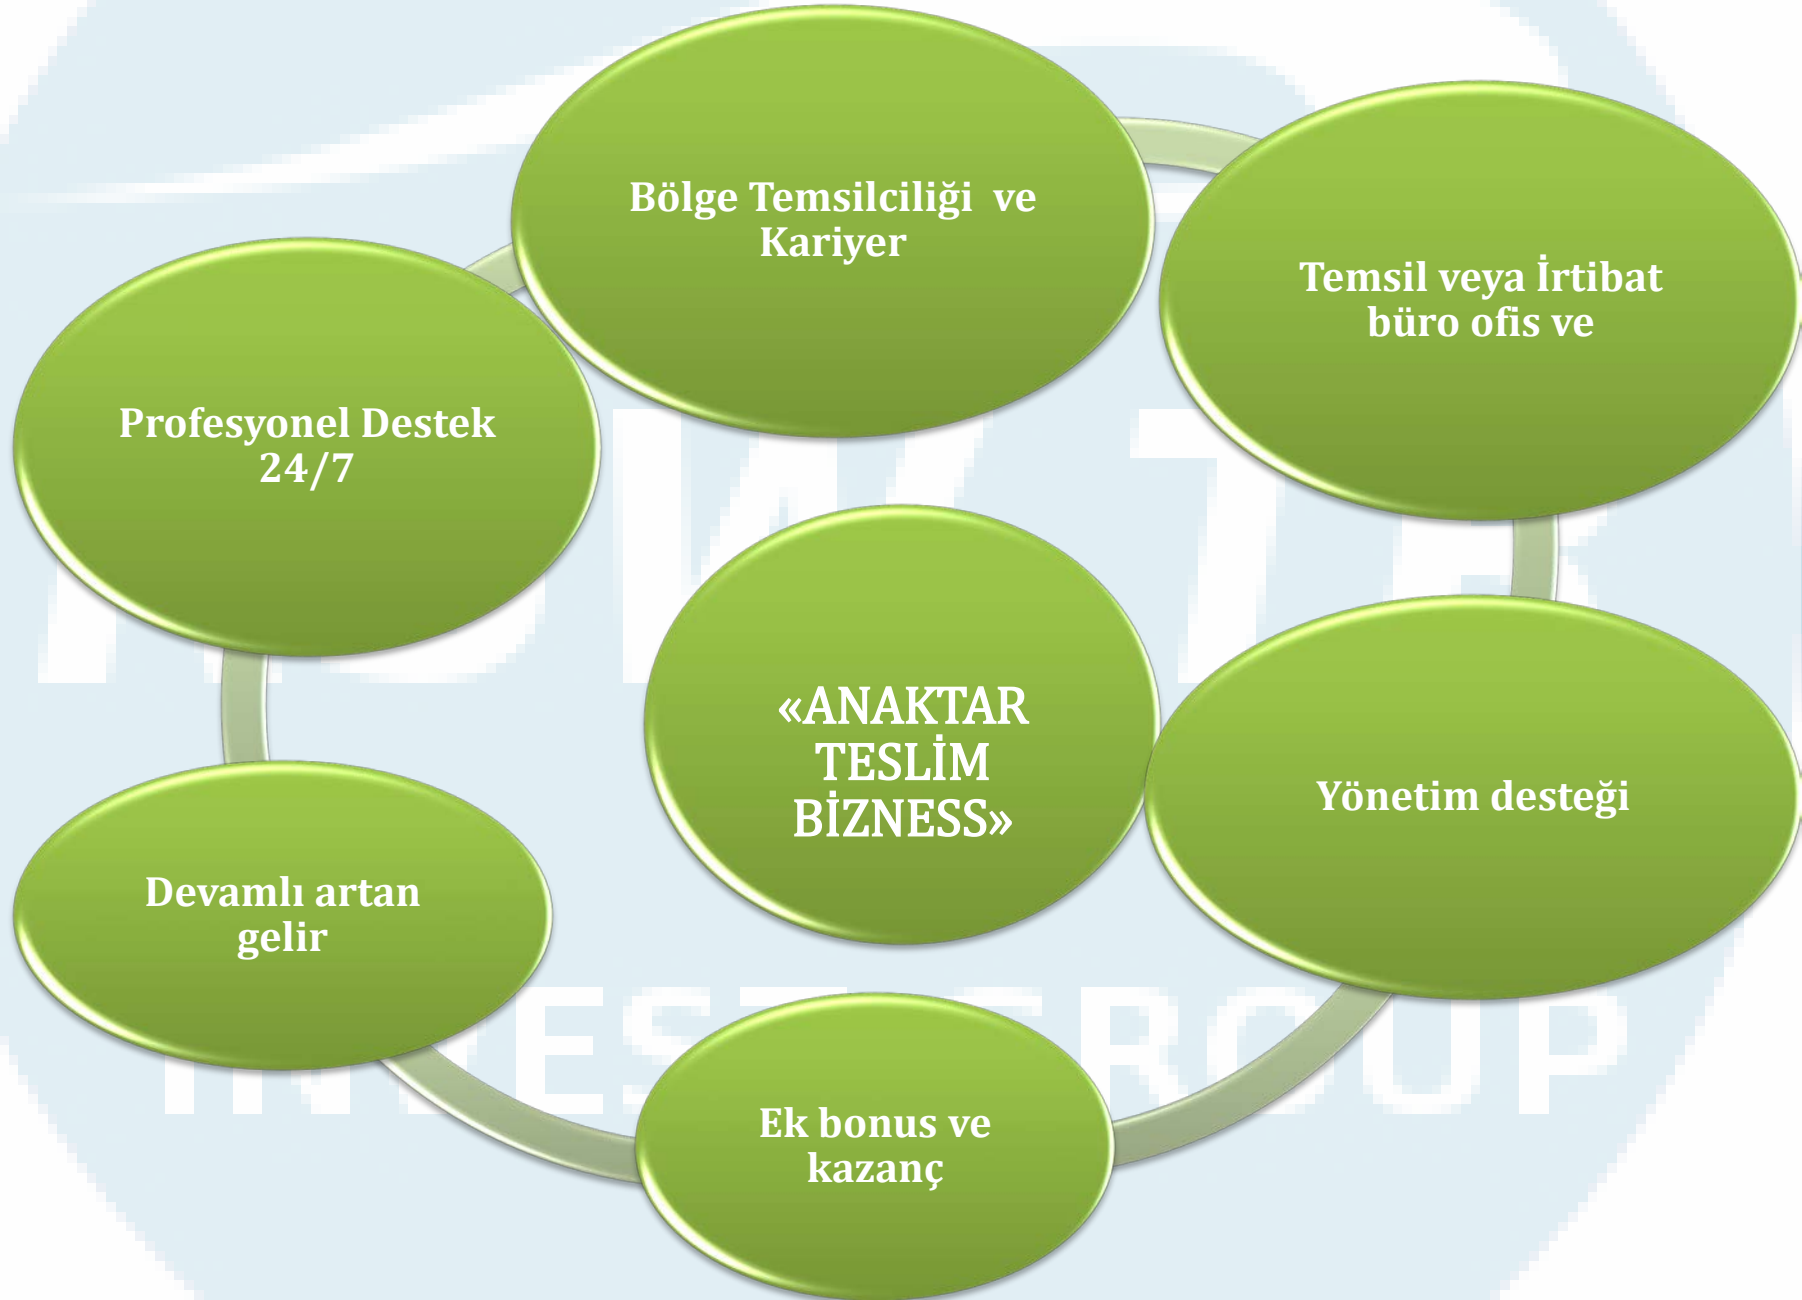 Bölge Temsilciliği ve
Kariyer
Temsil veya İrtibat
büro ofis ve
Profesyonel Destek
24/7
«ANAKTAR
TESLİM
BİZNESS»
Yönetim desteği
Devamlı artan
gelir
Ek bonus ve
kazanç
GROUP